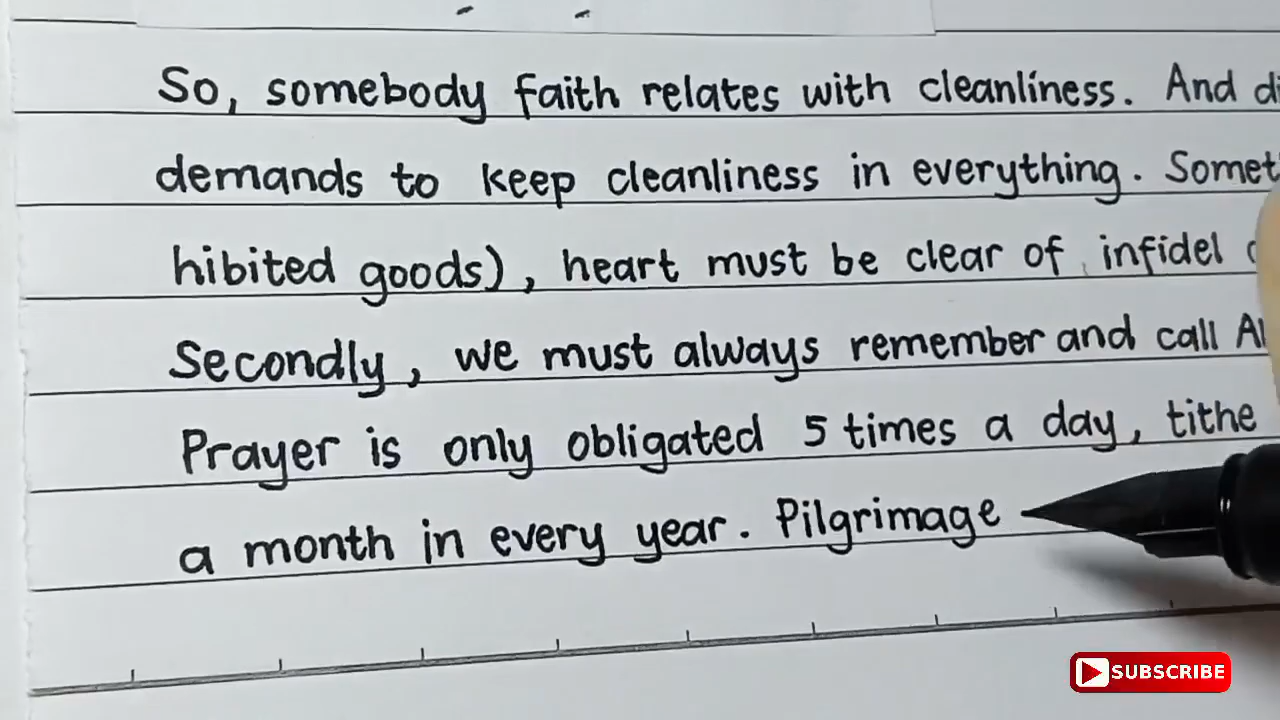 So, somebody faith relates with cleanliness. And
demands to keep cleanliness in everything.
hibited goods), heart must be clear of infidel
Secondly, we must always remember and call
Prayer is only obligated 5 times a day, tithe
a month in every year. Pilgrimage
SUBSCRIBE